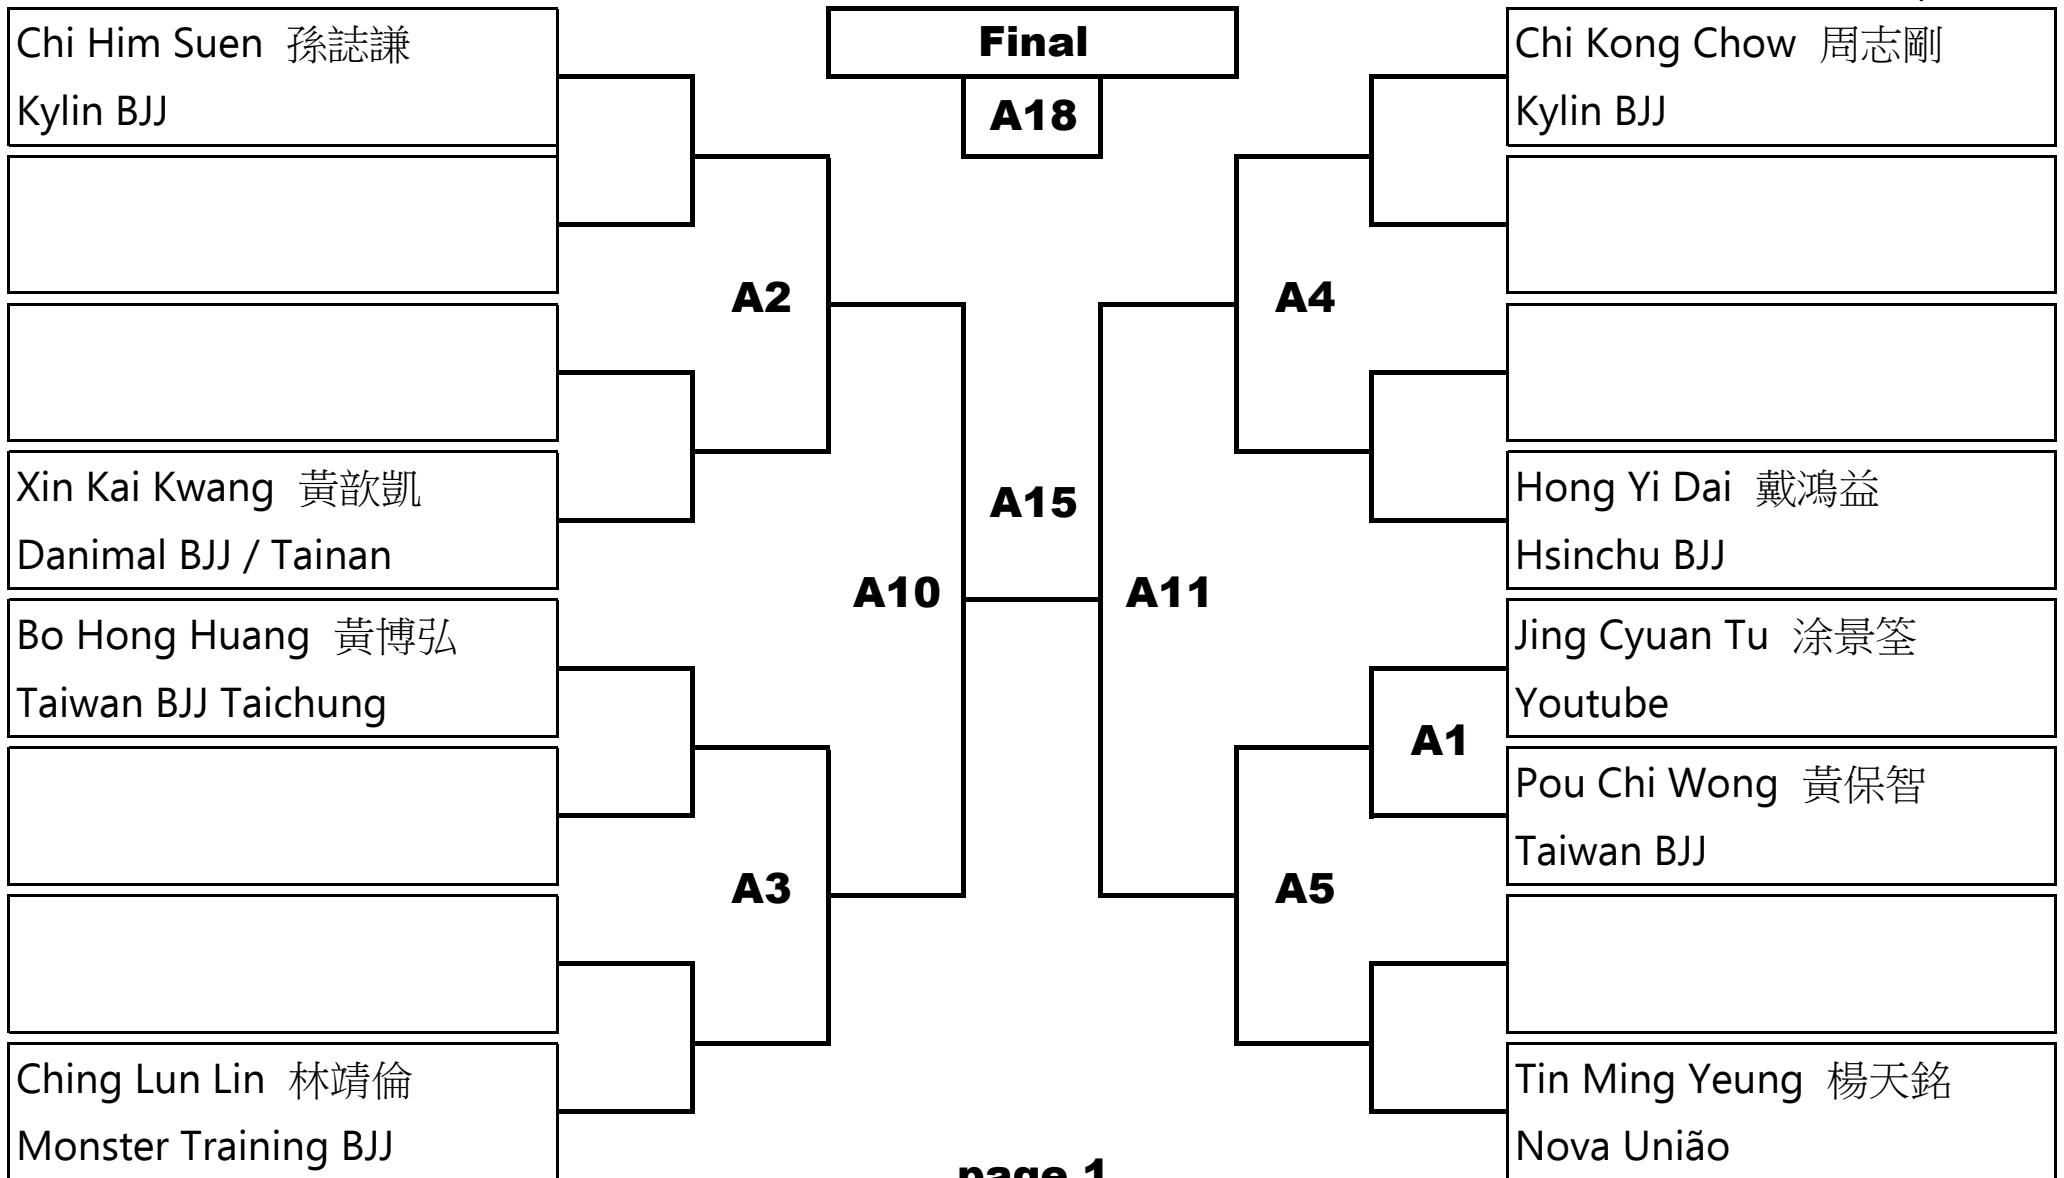 Chi Him Suen 孫誌謙
Kylin BJJ
Xin Kai Kwang 黃歆凱
Danimal BJJ / Tainan
Bo Hong Huang 黃博弘
Taiwan BJJ Taichung
Ching Lun Lin 林靖倫
Monster Training BJJ
A2
A3
A10
Final
A18
A15
page 1
A11
A4
A1
A5
Chi Kong Chow 周志剛
Kylin BJJ
Hong Yi Dai 戴鴻益
Hsinchu BJJ
Jing Cyuan Tu 涂景筌
Youtube
Pou Chi Wong 黃保智
Taiwan BJJ
Tin Ming Yeung 楊天銘
Nova União